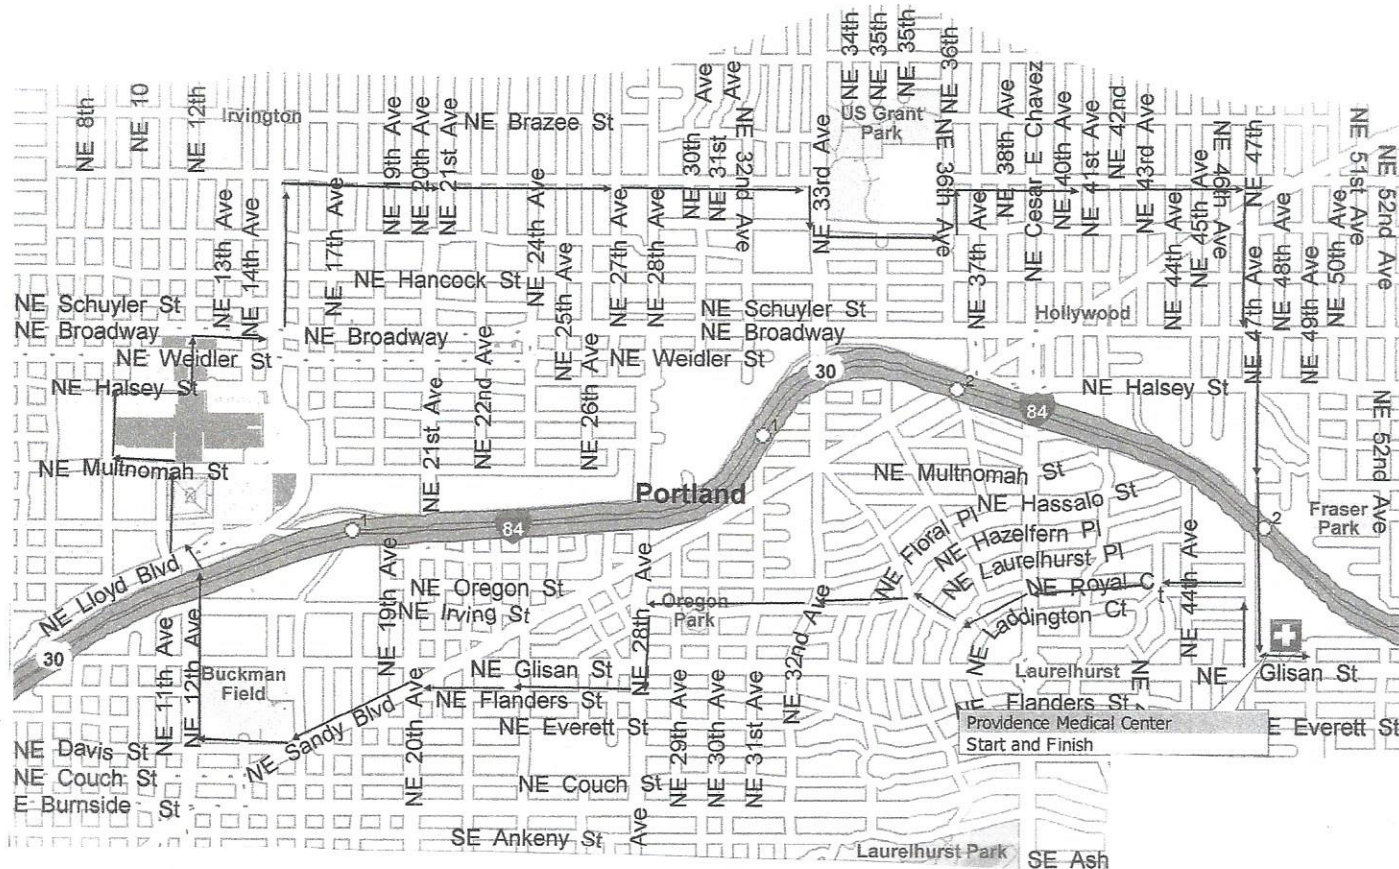 NE 8th
NE 10
NE 12th
Irvington
NE 19th Ave
NE 20th Ave
NE 21st Ave
NE Brazee St
Ave
Ave
NE 30th
NE 31st
NE 32nd Ave
NE 33rd Ave
NE 34th
NE 35th
NE 35th
NE 36th
US Grant
Park
NE 36th Ave
NE 37th Ave
NE 38th Ave
NE Cesar E Chavez
NE 40th Ave
NE 41st Ave
NE 42nd
NE 43rd Ave
NE 44th Ave
NE 45th Ave
NE 46th Ave
NE 47th
NE 47th Ave
NE 48th Ave
NE 49th Ave
NE 50th Ave
NE 51st Ave
NE 52nd Ave
NE 13th Ave
NE 14th Ave
NE 17th Ave
NE 24th Ave
NE 25th Ave
NE 27th Ave
NE 28th Ave
NE Hancock St
NE Schuyler St
NE Broadway
NE Weidler St
NE Halsey St
NE Broadway
NE Schuyler St
NE Broadway
NE Weidler St
Hollywood
NE 21st Ave
NE 22nd Ave
NE 26th Ave
30
2
84
NE Halsey St
1
NE 52nd Ave
NE Multnomah St
NE Multnomah St
Portland
NE Hassalo St
NE Floral Pl
NE Hazelfern Pl
NE Laurelhurst Pl
Fraser
Park
2
1
84
NE Lloyd Blvd
NE 19th Ave
NE Oregon St
NE Irving St
NE 28th Ave
Oregon
Park
NE 32nd Ave
NE Royal Ct
NE Laddington Ct
NE 44th Ave
30
NE 11th Ave
NE 12th Ave
Buckman
Field
NE Glisan St
NE Flanders St
NE Everett St
Laurelhurst
NE
NE Glisan St
NE Flanders St
Providence Medical Center
Start and Finish
E Everett St
NE Sandy Blvd
NE 20th Ave
NE 29th Ave
NE 30th Ave
NE 31st Ave
NE Davis St
NE Couch St
E Burnside St
NE Couch St
SE Ankeny St
Ave
Laurelhurst Park
SE Ash